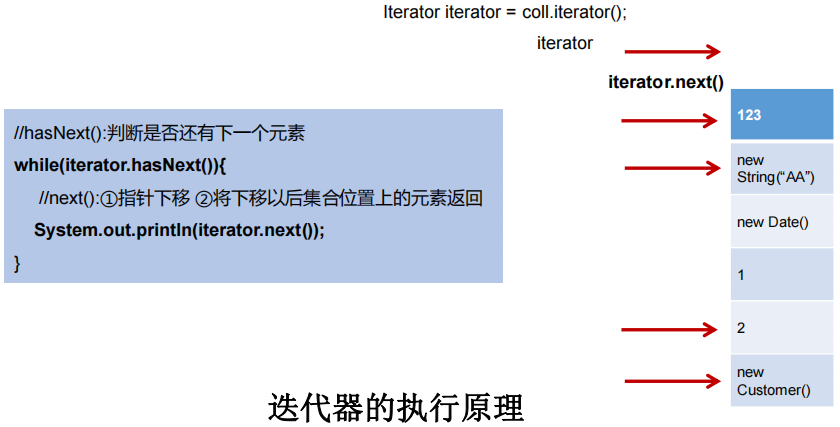 Iterator iterator = coll.iterator();
iterator
iterator.next()
//hasNext():判断是否还有下一个元素
while(iterator.hasNext()){
//next():①指针下移 ②将下移以后集合位置上的元素返回
System.out.println(iterator.next());
}
123
new
String(“AA”)
new Date()
1
2
new
Customer()
迭代器的执行原理